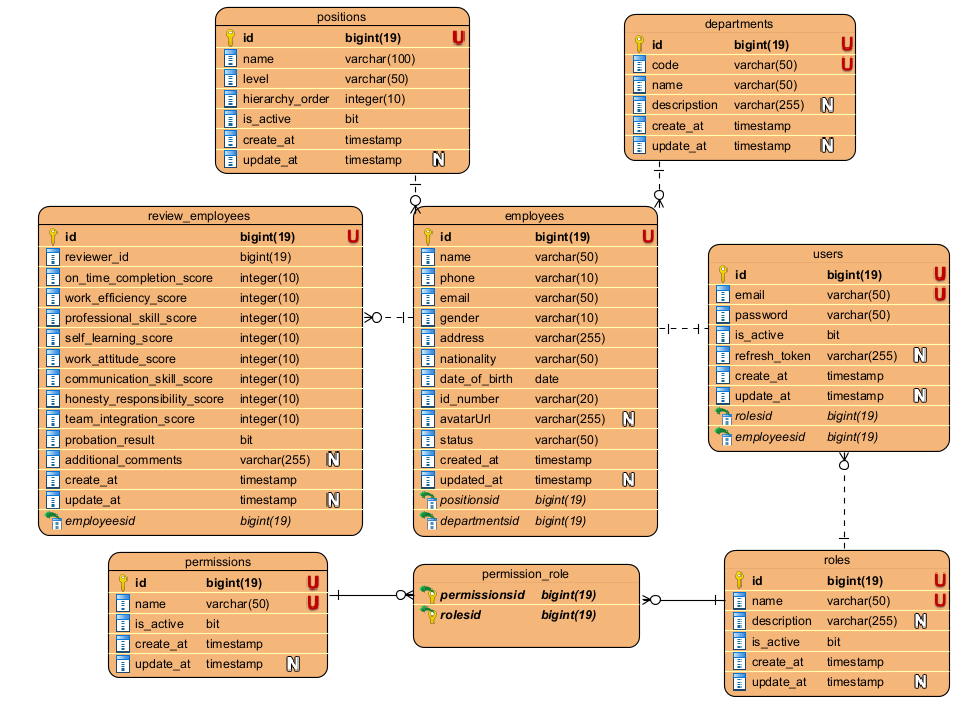 positions
id bigint(19) U
name varchar(100)
level varchar(50)
hierarchy_order integer(10)
is_active bit
create_at timestamp
update_at timestamp N
departments
id bigint(19) U
code varchar(50) U
name varchar(50)
descripstion varchar(255) N
create_at timestamp
update_at timestamp N
review_employees
id bigint(19) U
reviewer_id bigint(19)
on_time_completion_score integer(10)
work_efficiency_score integer(10)
professional_skill_score integer(10)
self_learning_score integer(10)
work_attitude_score integer(10)
communication_skill_score integer(10)
honesty_responsibility_score integer(10)
team_integration_score integer(10)
probation_result bit
additional_comments varchar(255) N
create_at timestamp
update_at timestamp N
employeesid bigint(19)
employees
id bigint(19) U
name varchar(50)
phone varchar(10)
email varchar(50)
gender varchar(10)
address varchar(255)
nationality varchar(50)
date_of_birth date
id_number varchar(20)
avatarUrl varchar(255) N
status varchar(50)
created_at timestamp
updated_at timestamp N
positionsid bigint(19)
departmentsid bigint(19)
users
id bigint(19) U
email varchar(50) U
password varchar(50)
is_active bit
refresh_token varchar(255) N
create_at timestamp
update_at timestamp N
rolesid bigint(19)
employeesid bigint(19)
permissions
id bigint(19) U
name varchar(50) U
is_active bit
create_at timestamp
update_at timestamp N
permission_role
permissionsid bigint(19)
rolesid bigint(19)
roles
id bigint(19) U
name varchar(50) U
description varchar(255) N
is_active bit
create_at timestamp
update_at timestamp N